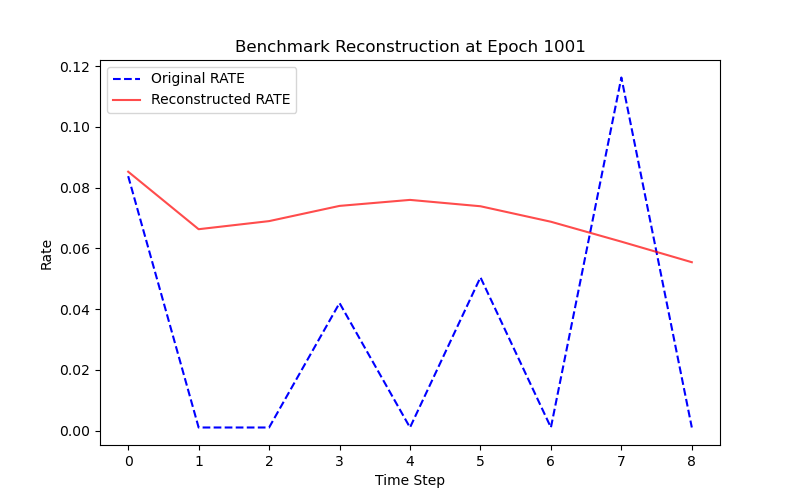 Benchmark Reconstruction at Epoch 1001
Original RATE
Reconstructed RATE
0.12
0.10
0.08
0.06
0.04
0.02
0.00
Rate
0 1 2 3 4 5 6 7 8
Time Step